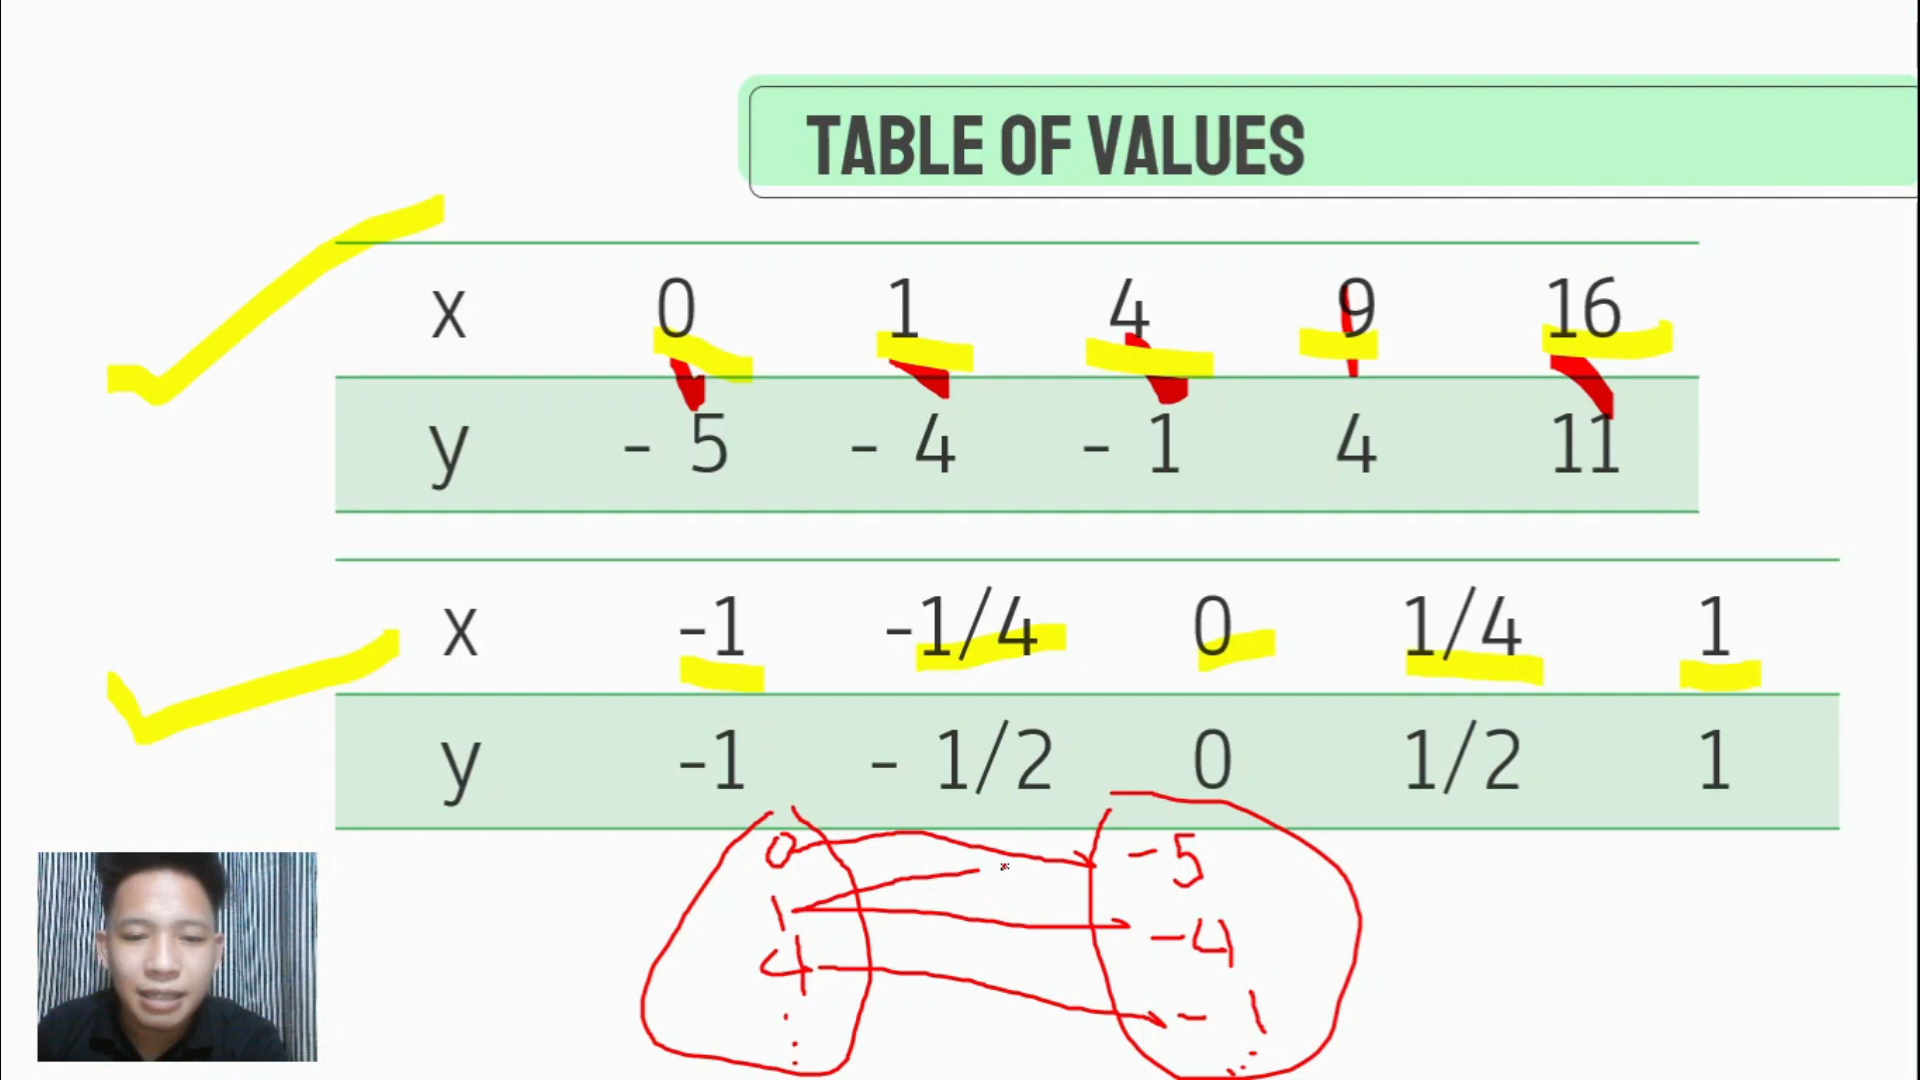 TABLE OF VALUES
x 0 1 4 9 16
y - 5 - 4 - 1 4 11
x -1 -1/4 0 1/4 1
y -1 - 1/2 0 1/2 1
0 -5
1 -4
4 - 1